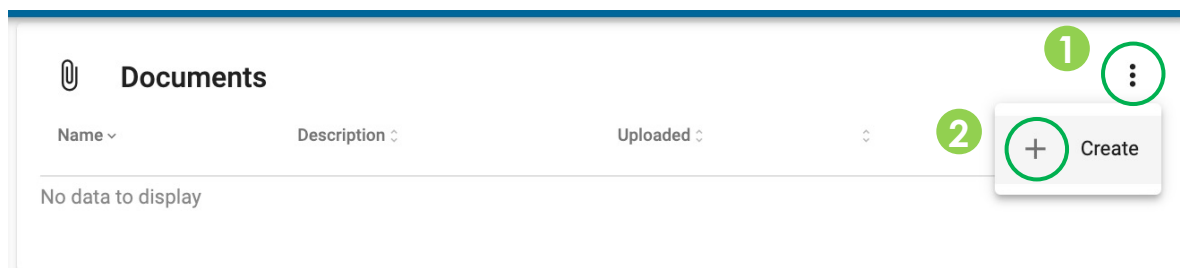 1
Documents
Name Description Uploaded
2
Create
No data to display